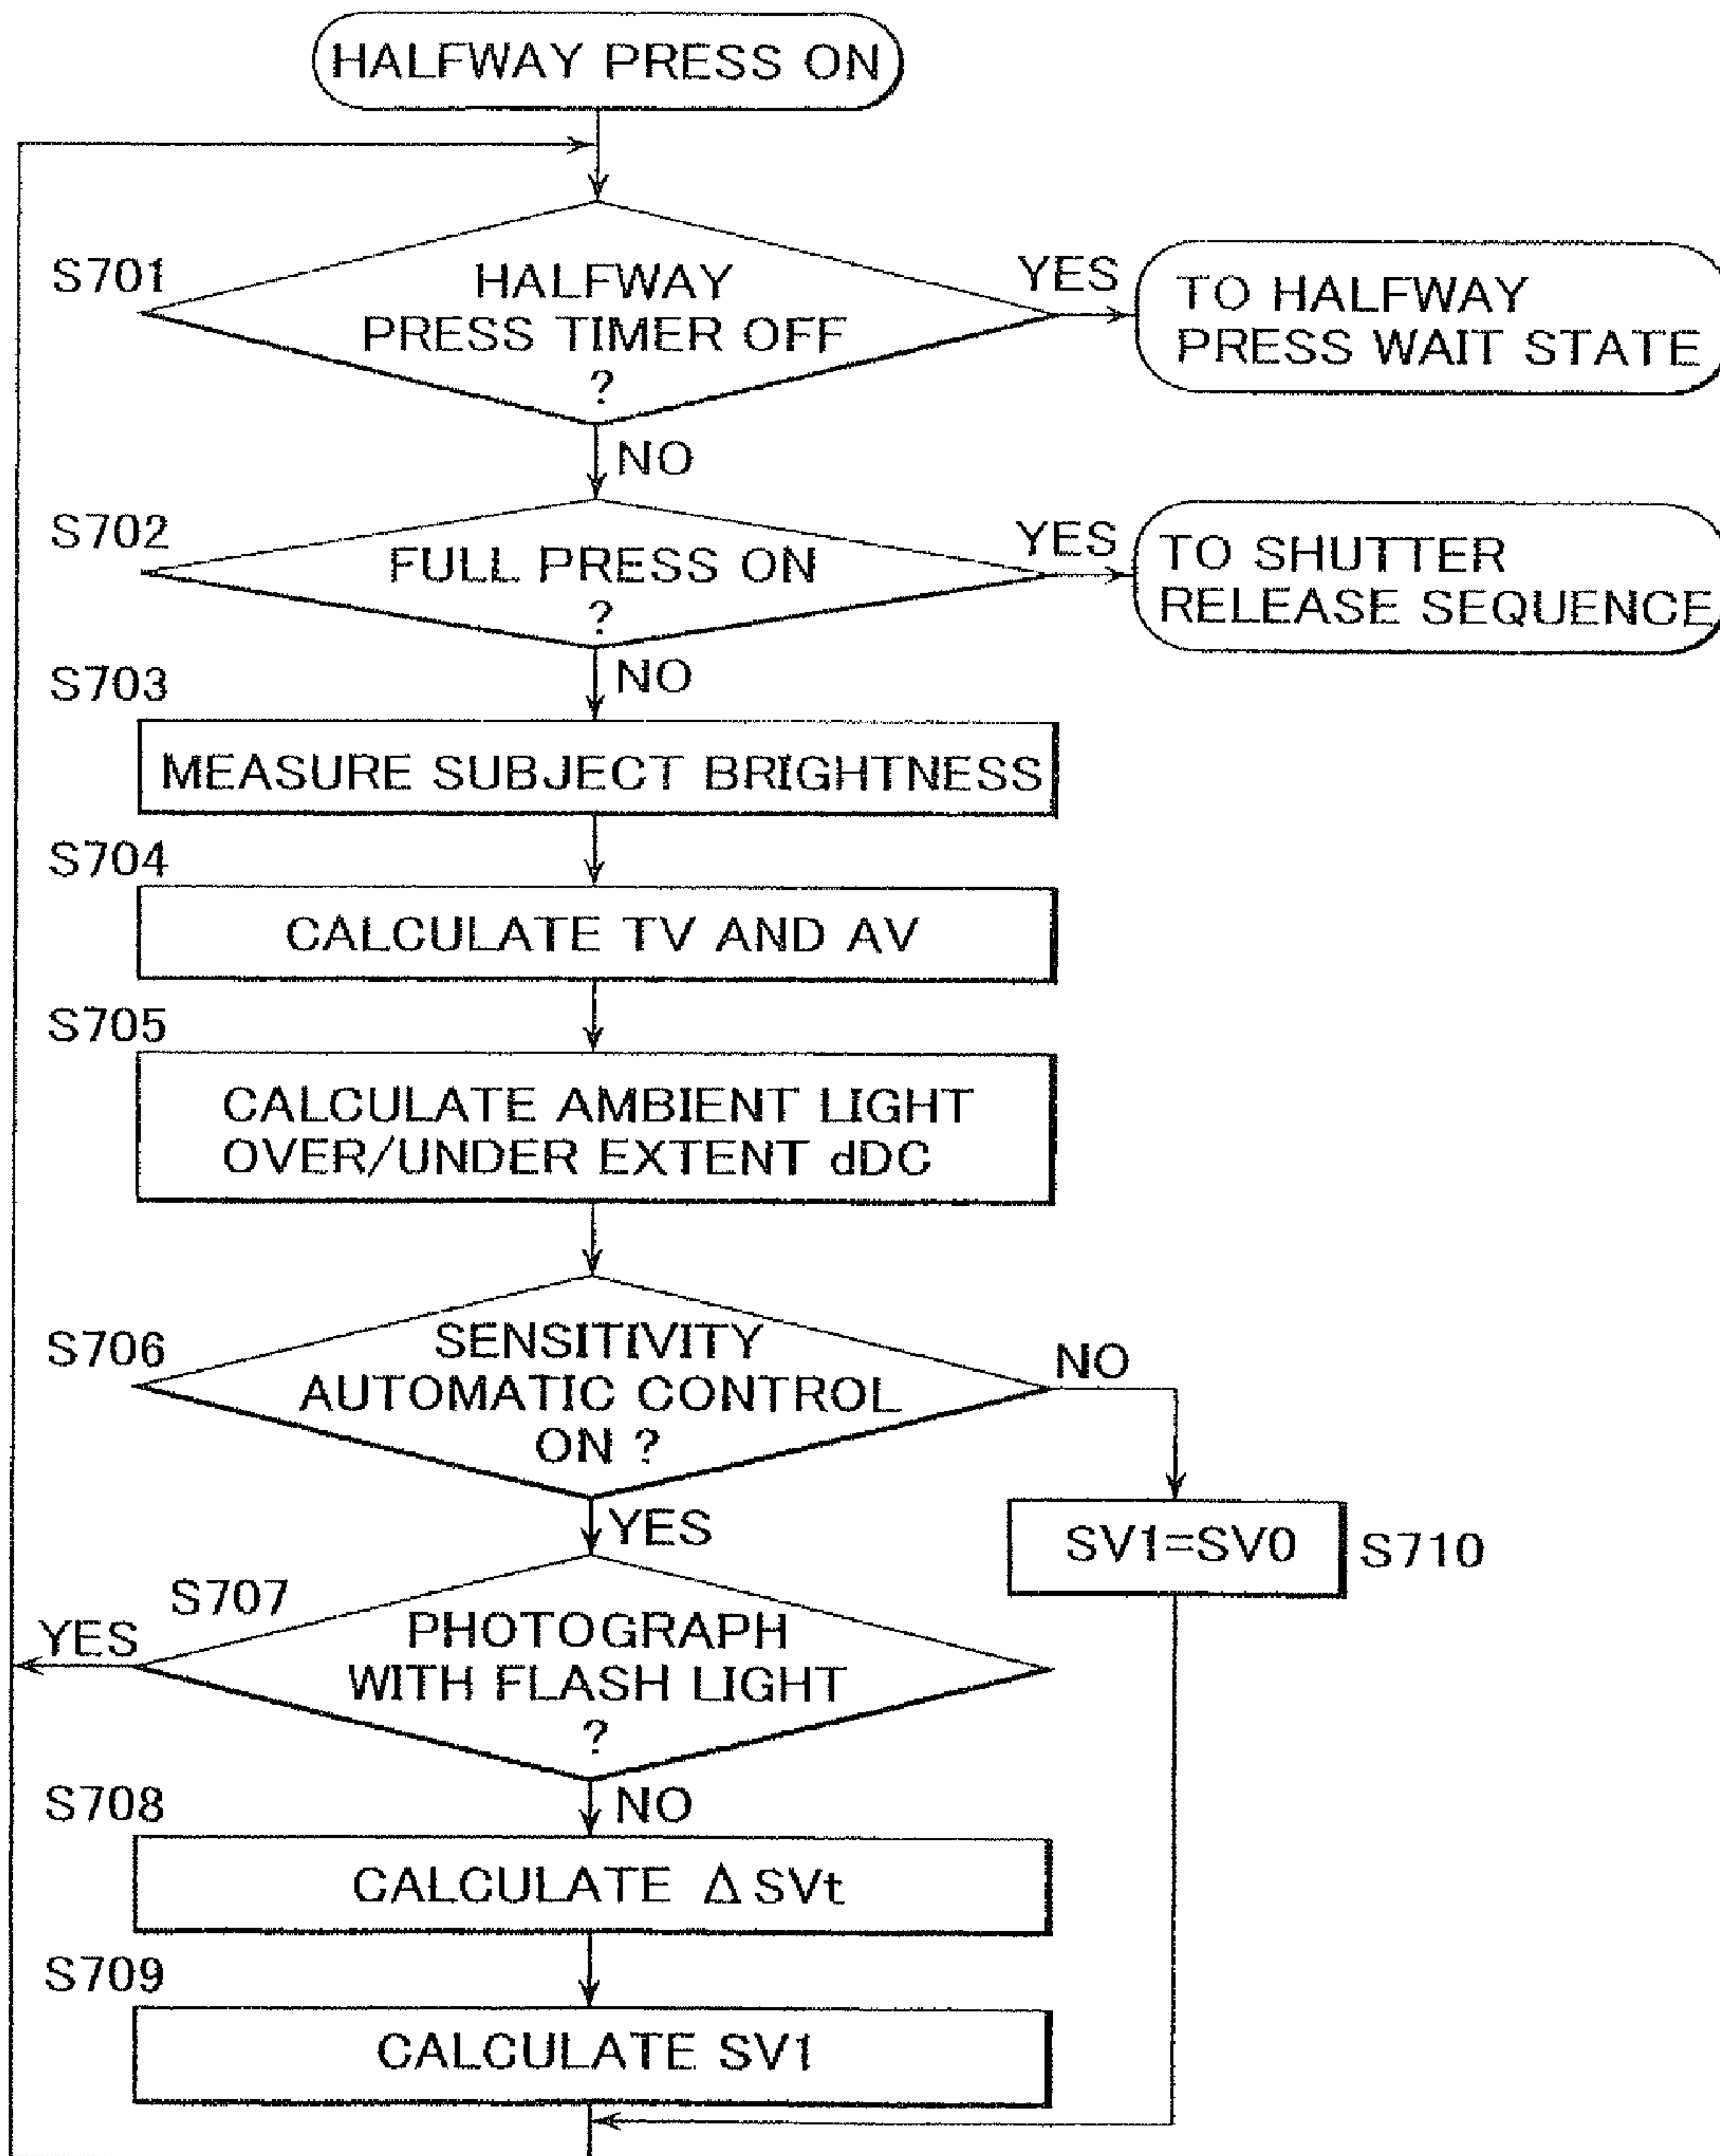 HALFWAY PRESS ON
S701
HALFWAY
PRESS TIMER OFF
?
YES
TO HALFWAY
PRESS WAIT STATE
NO
S702
FULL PRESS ON
?
YES
TO SHUTTER
RELEASE SEQUENCE
NO
S703
MEASURE SUBJECT BRIGHTNESS
S704
CALCULATE TV AND AV
S705
CALCULATE AMBIENT LIGHT
OVER/UNDER EXTENT dDC
S706
SENSITIVITY
AUTOMATIC CONTROL
ON ?
NO
YES
SV1=SV0
S710
S707
YES
PHOTOGRAPH
WITH FLASH LIGHT
?
NO
S708
CALCULATE Δ SVt
S709
CALCULATE SV1